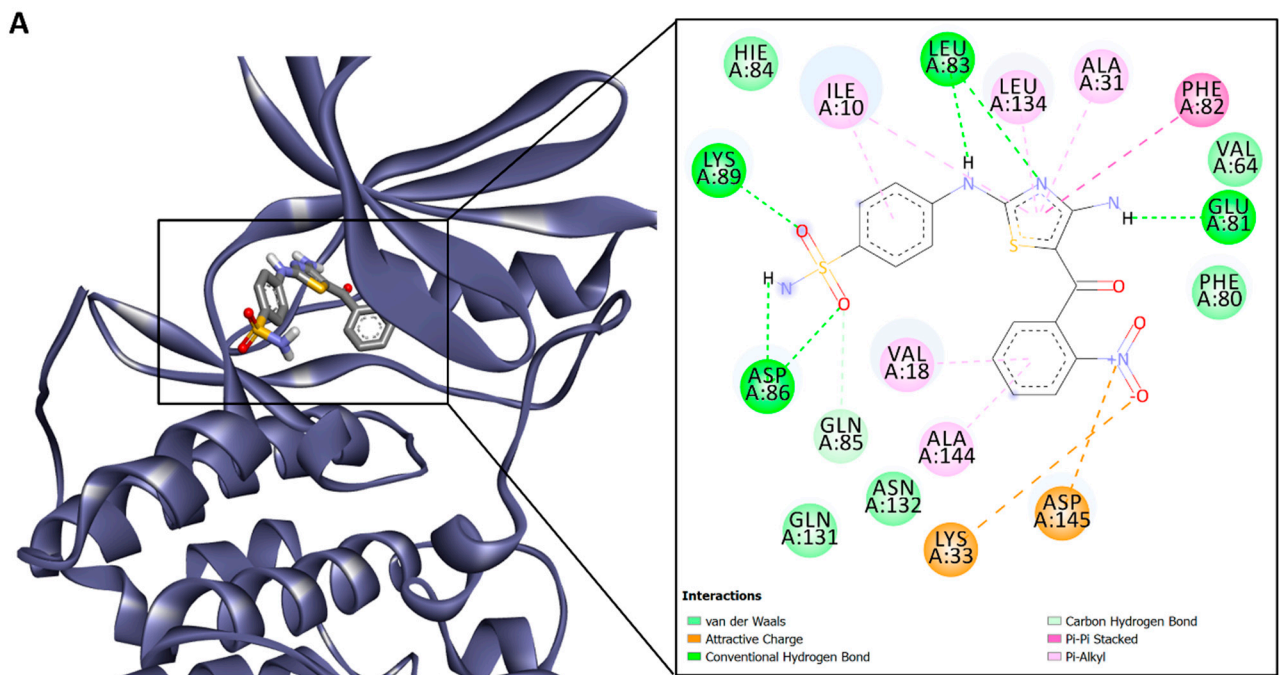 A
HIE
A:84
ILE
A:10
LEU
A:83
LEU
A:134
ALA
A:31
PHE
A:82
VAL
A:64
LYS
A:89
GLU
A:81
H
N
N
N
H
S
O
S
H
N
O
O
PHE
A:80
VAL
A:18
O
N
+
-O
ASP
A:86
GLN
A:85
ALA
A:144
ASN
A:132
GLN
A:131
LYS
A:33
ASP
A:145
Interactions
van der Waals
Attractive Charge
Conventional Hydrogen Bond
Carbon Hydrogen Bond
Pi-Pi Stacked
Pi-Alkyl